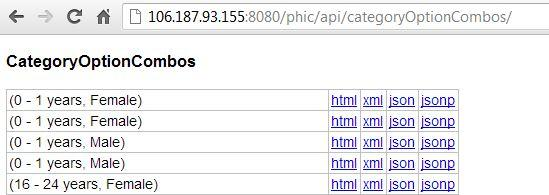 106.187.93.155:8080/phic/api/categoryOptionCombos/
CategoryOptionCombos
(0 - 1 years, Female) html xml json jsonp
(0 - 1 years, Female) html xml json jsonp
(0 - 1 years, Male) html xml json jsonp
(0 - 1 years, Male) html xml json jsonp
(16 - 24 years, Female) html xml json jsonp